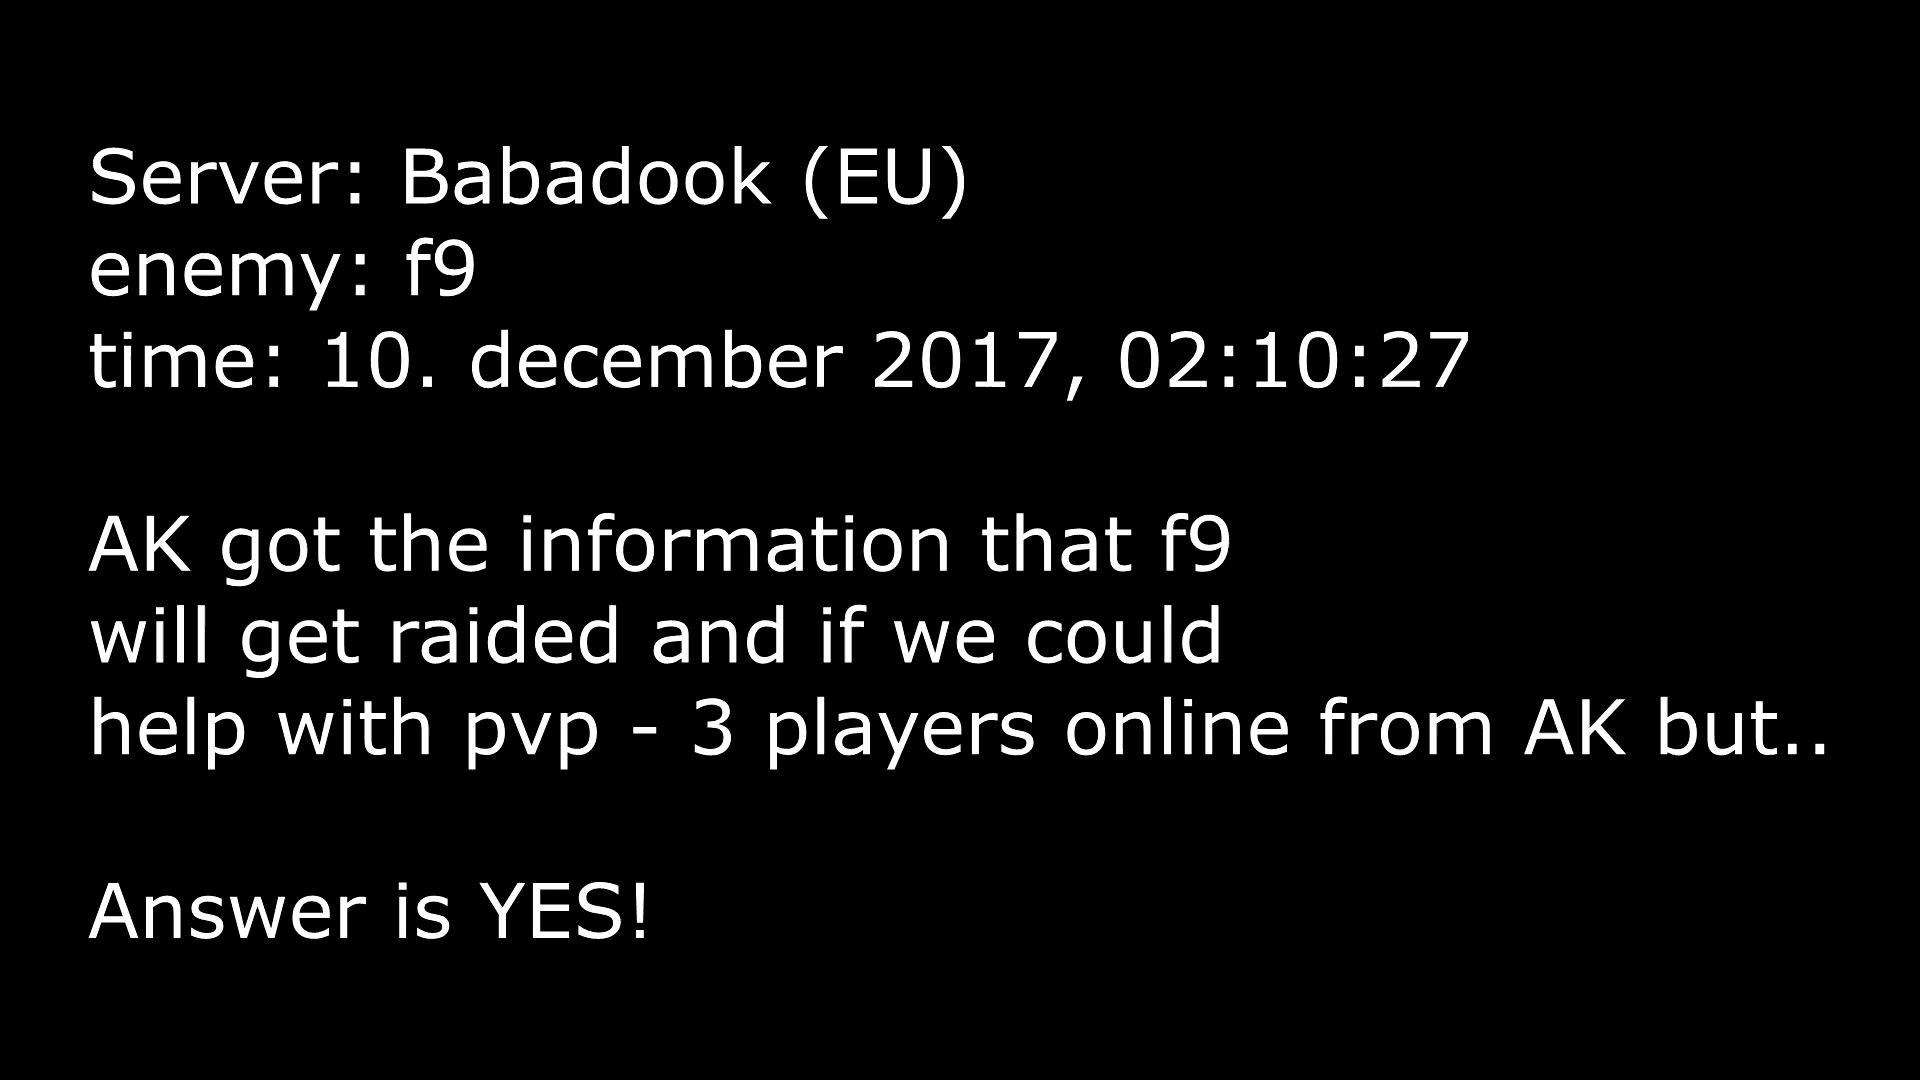 Server: Babadook (EU)
enemy: f9
time: 10. december 2017, 02:10:27
AK got the information that f9
will get raided and if we could
help with pvp - 3 players online from AK but..
Answer is YES!